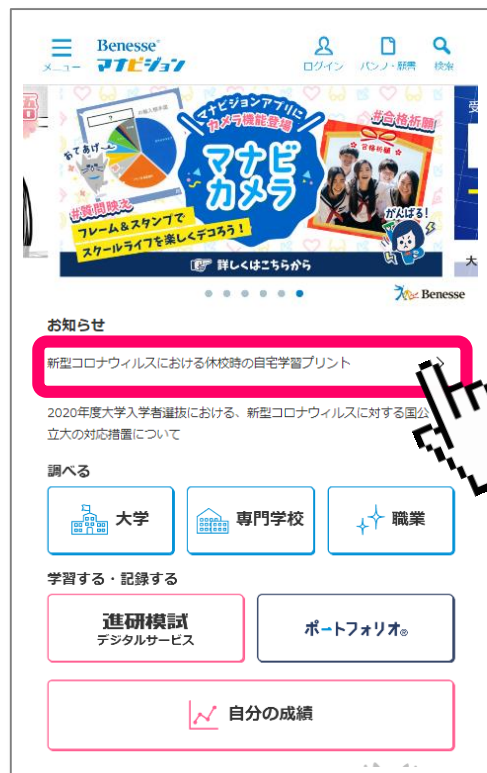 Benesse®
マナビジョン
メニュー
ログイン
パンフ・願書
検索
マナビジョンアプリに
カメラ機能登場
マナビ
カメラ
おてあげ〜
#質問映え
フレーム&スタンプで
スクールライフを楽しくデコろう!
#合格祈願
合格祈願
がんばる!
詳しくはこちらから
受
大
Benesse
お知らせ
新型コロナウィルスにおける休校時の自宅学習プリント
2020年度大学入学者選抜における、新型コロナウィルスに対する国公
立大の対応措置について
調べる
大学
専門学校
職業
学習する・記録する
進研模試
デジタルサービス
ポートフォリオ®
自分の成績